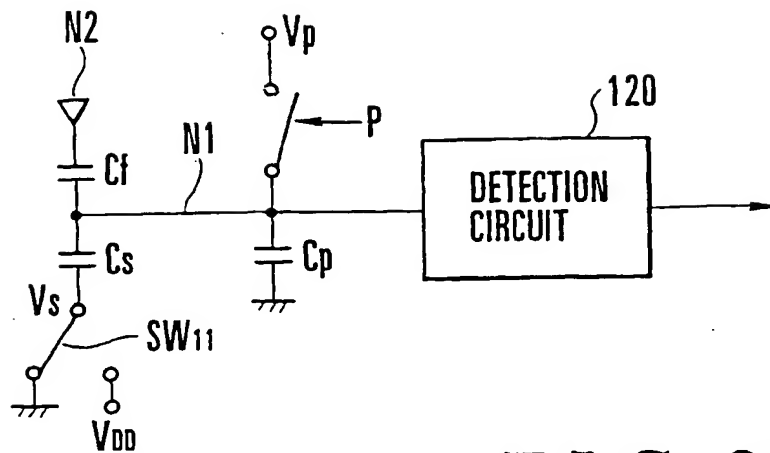 N2
Vp
120
P
N1
Cf
DETECTION
CIRCUIT
Cs
Cp
Vs
SW11
VDD